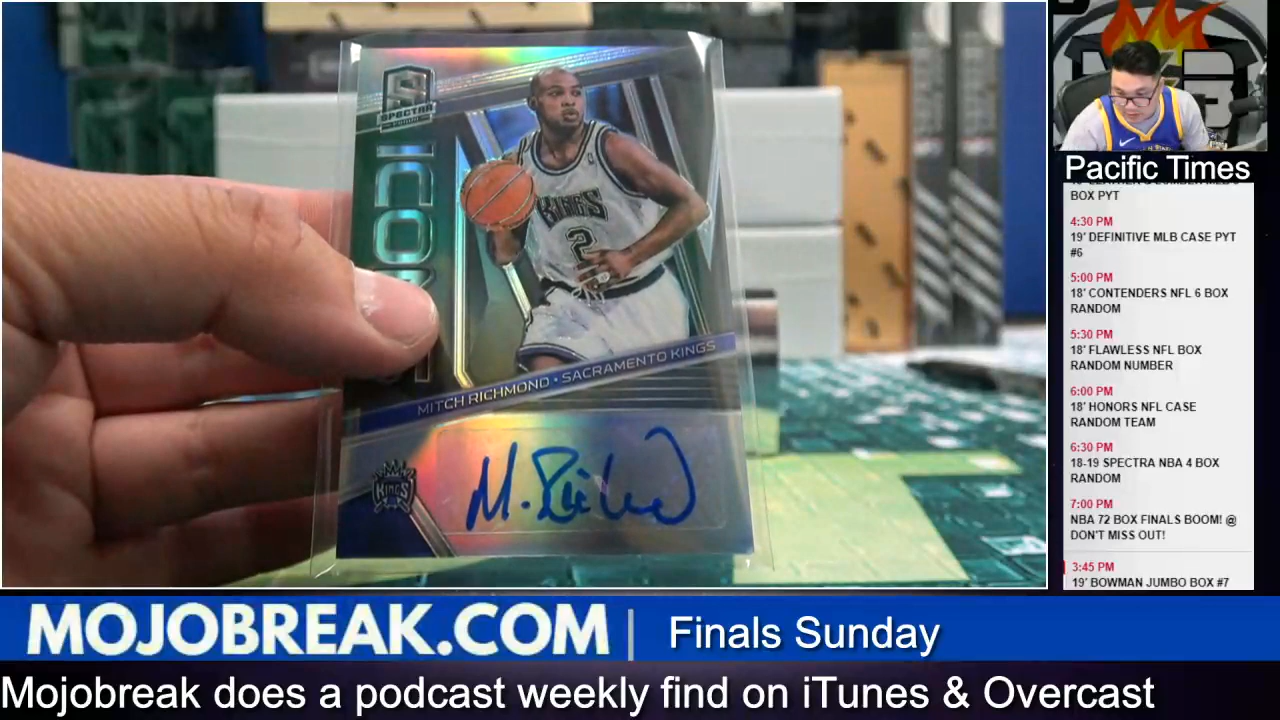 SPECTRA
PANINI
KINGS
2
MITCH RICHMOND • SACRAMENTO KINGS
KINGS
Pacific Times
BOX PYT
4:30 PM
19' DEFINITIVE MLB CASE PYT
#6
5:00 PM
18' CONTENDERS NFL 6 BOX
RANDOM
5:30 PM
18' FLAWLESS NFL BOX
RANDOM NUMBER
6:00 PM
18' HONORS NFL CASE
RANDOM TEAM
6:30 PM
18-19 SPECTRA NBA 4 BOX
RANDOM
7:00 PM
NBA 72 BOX FINALS BOOM! @
DON'T MISS OUT!
3:45 PM
19' BOWMAN JUMBO BOX #7
MOJOBREAK.COM | Finals Sunday
Mojobreak does a podcast weekly find on iTunes & Overcast